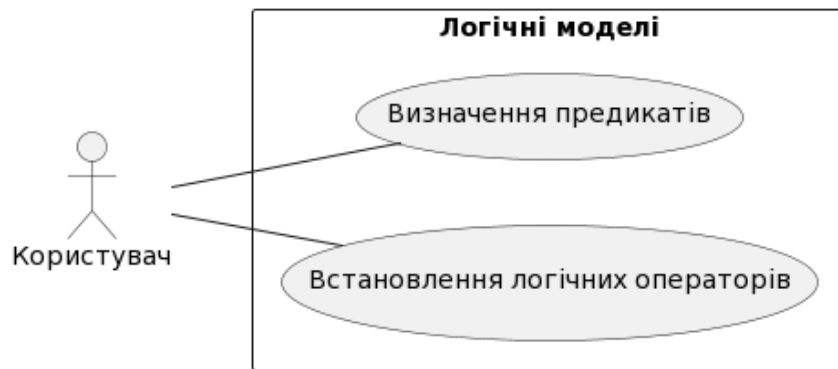 Логічні моделі
Визначення предикатів
Користувач
Встановлення логічних операторів